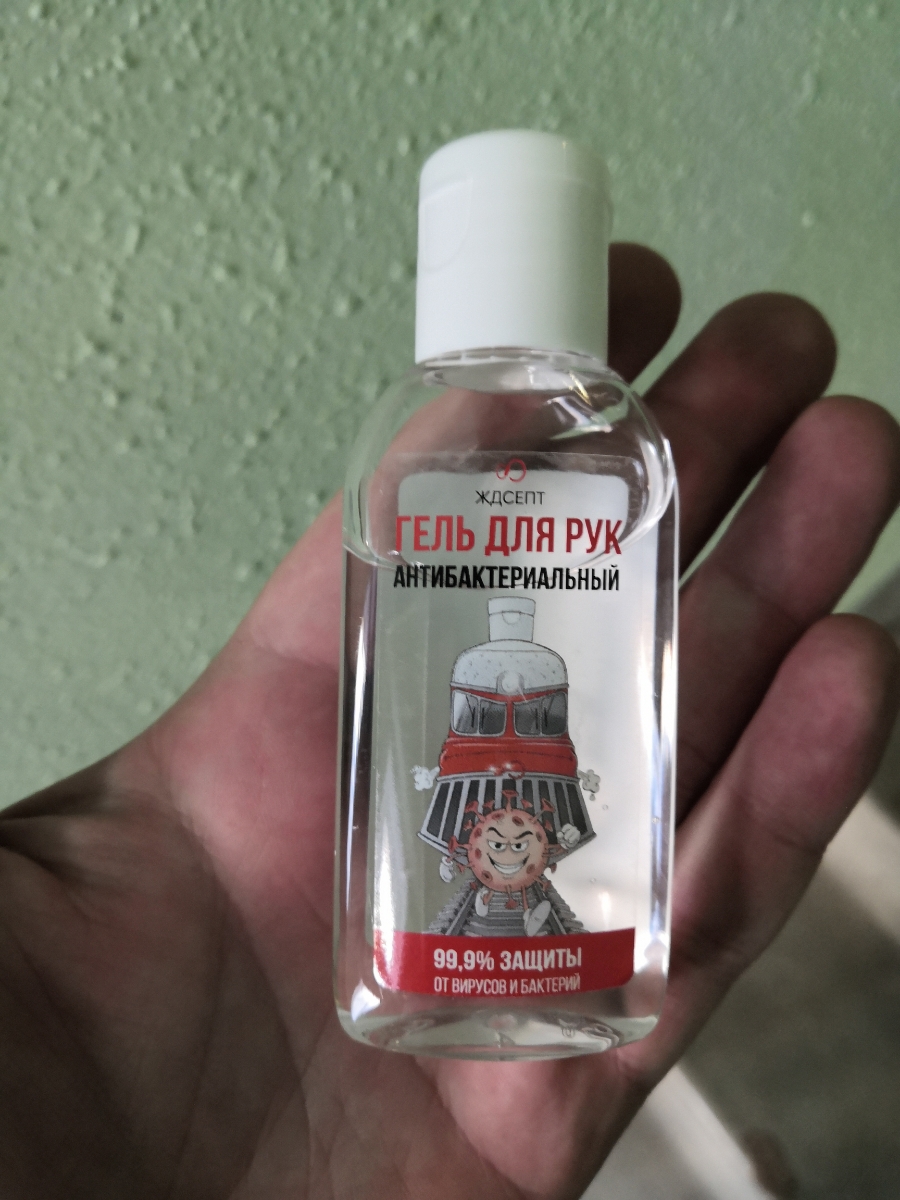 ЖДСЕПТ
ГЕЛЬ ДЛЯ РУК
АНТИБАКТЕРИАЛЬНЫЙ
99,9% ЗАЩИТЫ
ОТ ВИРУСОВ И БАКТЕРИЙ